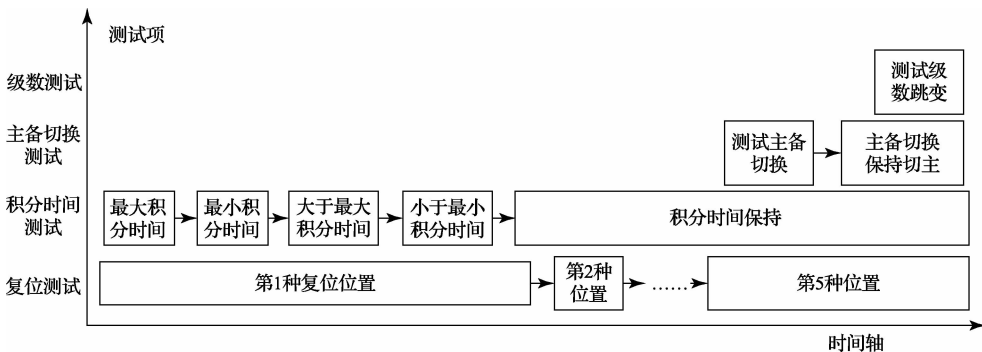 测试项
级数测试
测试级
数跳变
主备切换
测试
测试主备
切换
主备切换
保持切主
积分时间
测试
最大积
分时间
最小积
分时间
大于最大
积分时间
小于最小
积分时间
积分时间保持
复位测试
第1种复位位置
第2种
位置
……
第5种位置
时间轴